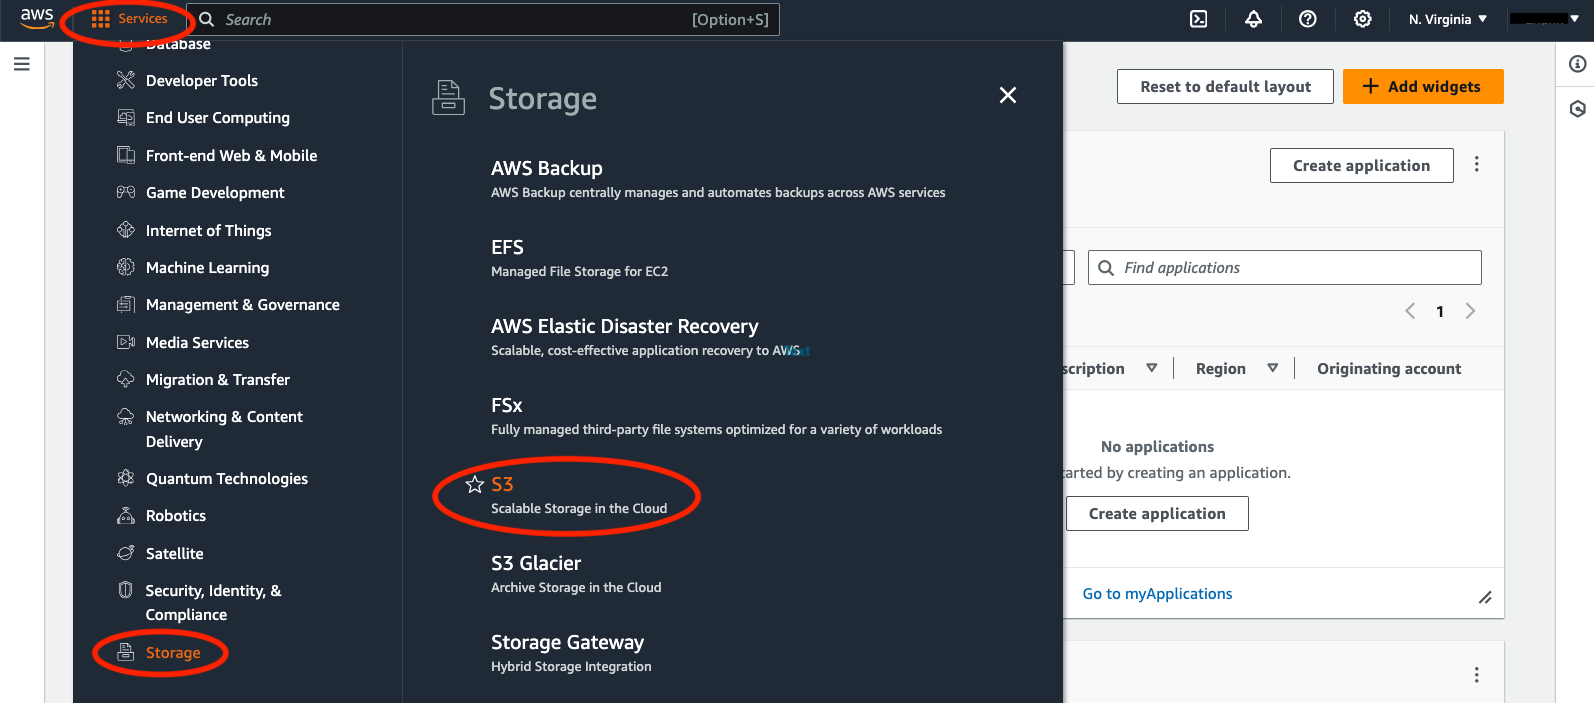 aws
Services
Search
[Option+S]
N. Virginia
Database
Developer Tools
End User Computing
Front-end Web & Mobile
Game Development
Internet of Things
Machine Learning
Management & Governance
Media Services
Migration & Transfer
Networking & Content
Delivery
Quantum Technologies
Robotics
Satellite
Security, Identity, &
Compliance
Storage
Storage
AWS Backup
AWS Backup centrally manages and automates backups across AWS services
EFS
Managed File Storage for EC2
AWS Elastic Disaster Recovery
Scalable, cost-effective application recovery to AWS
Text
FSx
Fully managed third-party file systems optimized for a variety of workloads
S3
Scalable Storage in the Cloud
S3 Glacier
Archive Storage in the Cloud
Storage Gateway
Hybrid Storage Integration
Reset to default layout
Add widgets
Create application
Find applications
1
scription
Region
Originating account
No applications
tarted by creating an application.
Create application
Go to myApplications